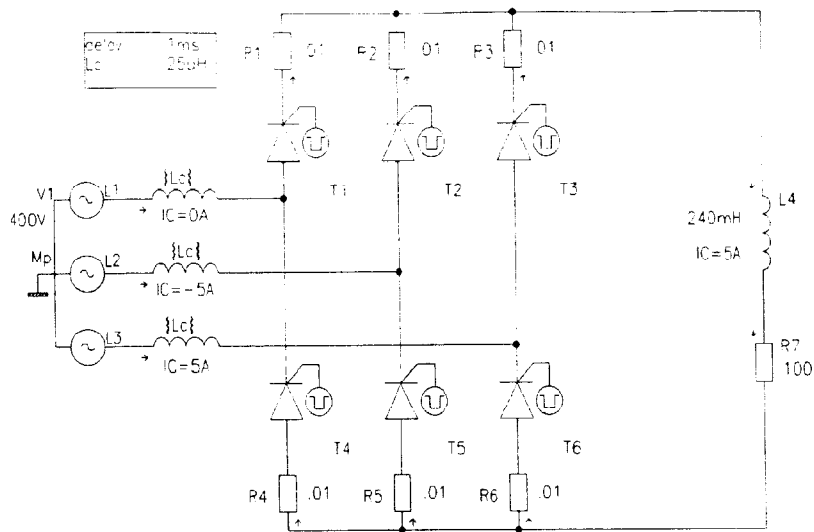 delay 1ms
Lc 25uH
R1 .01
R2 .01
R3 .01
T1
T2
T3
V1
400V
Mp
L1
{Lc}
IC=0A
L2
{Lc}
IC=-5A
L3
{Lc}
IC=5A
L4
240mH
IC=5A
R7
100
T4
T5
T6
R4 .01
R5 .01
R6 .01